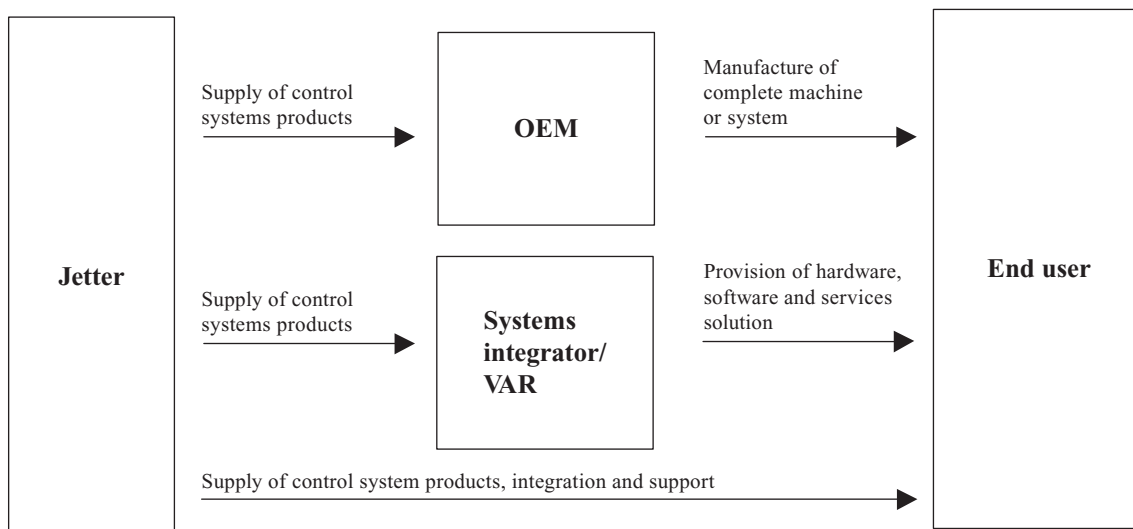 Jetter
Supply of control
systems products
OEM
Manufacture of
complete machine
or system
Supply of control
systems products
Systems
integrator/
VAR
Provision of hardware,
software and services
solution
End user
Supply of control system products, integration and support